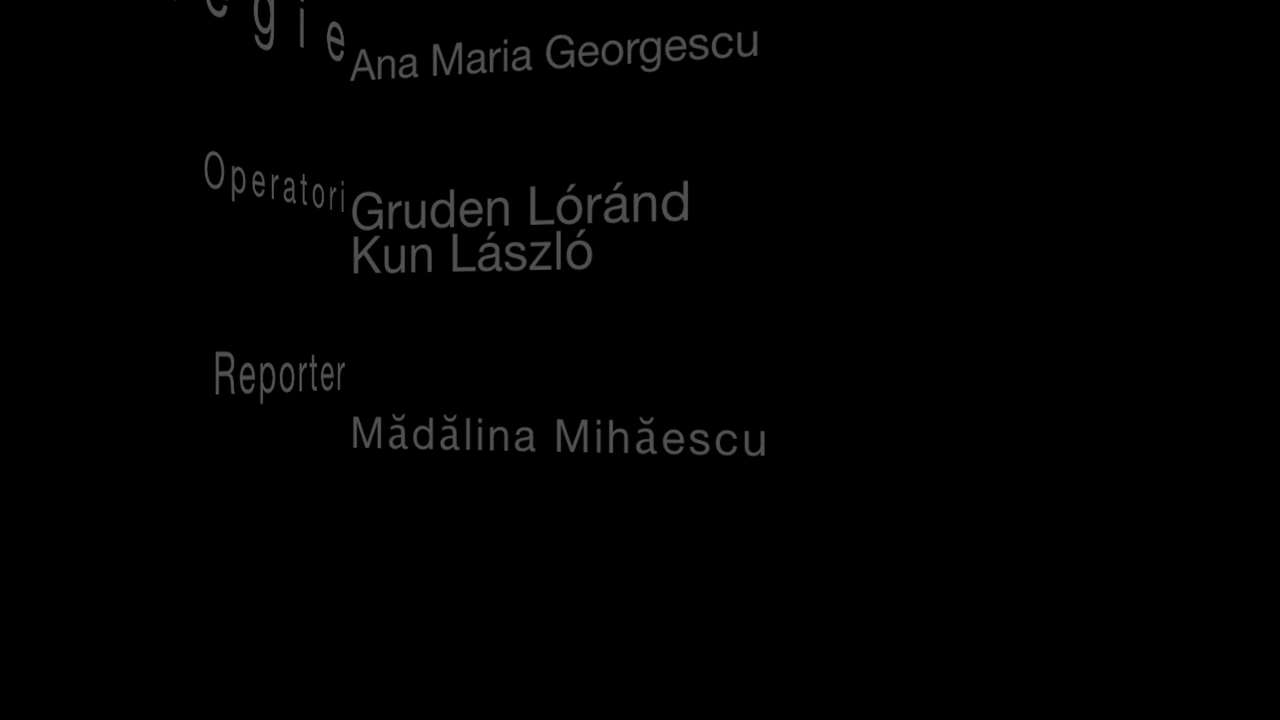 Ana Maria Georgescu
Operatori
Gruden Lóránd
Kun László
Reporter
Mădălina Mihăescu